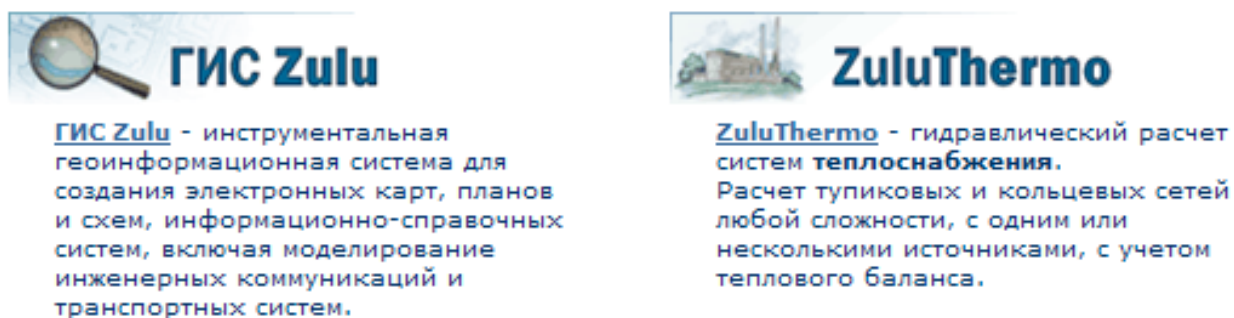 ГИС Zulu
ГИС Zulu - инструментальная
геоинформационная система для
создания электронных карт, планов
и схем, информационно-справочных
систем, включая моделирование
инженерных коммуникаций и
транспортных систем.
ZuluThermo
ZuluThermo - гидравлический расчет
систем теплоснабжения.
Расчет тупиковых и кольцевых сетей
любой сложности, с одним или
несколькими источниками, с учетом
теплового баланса.